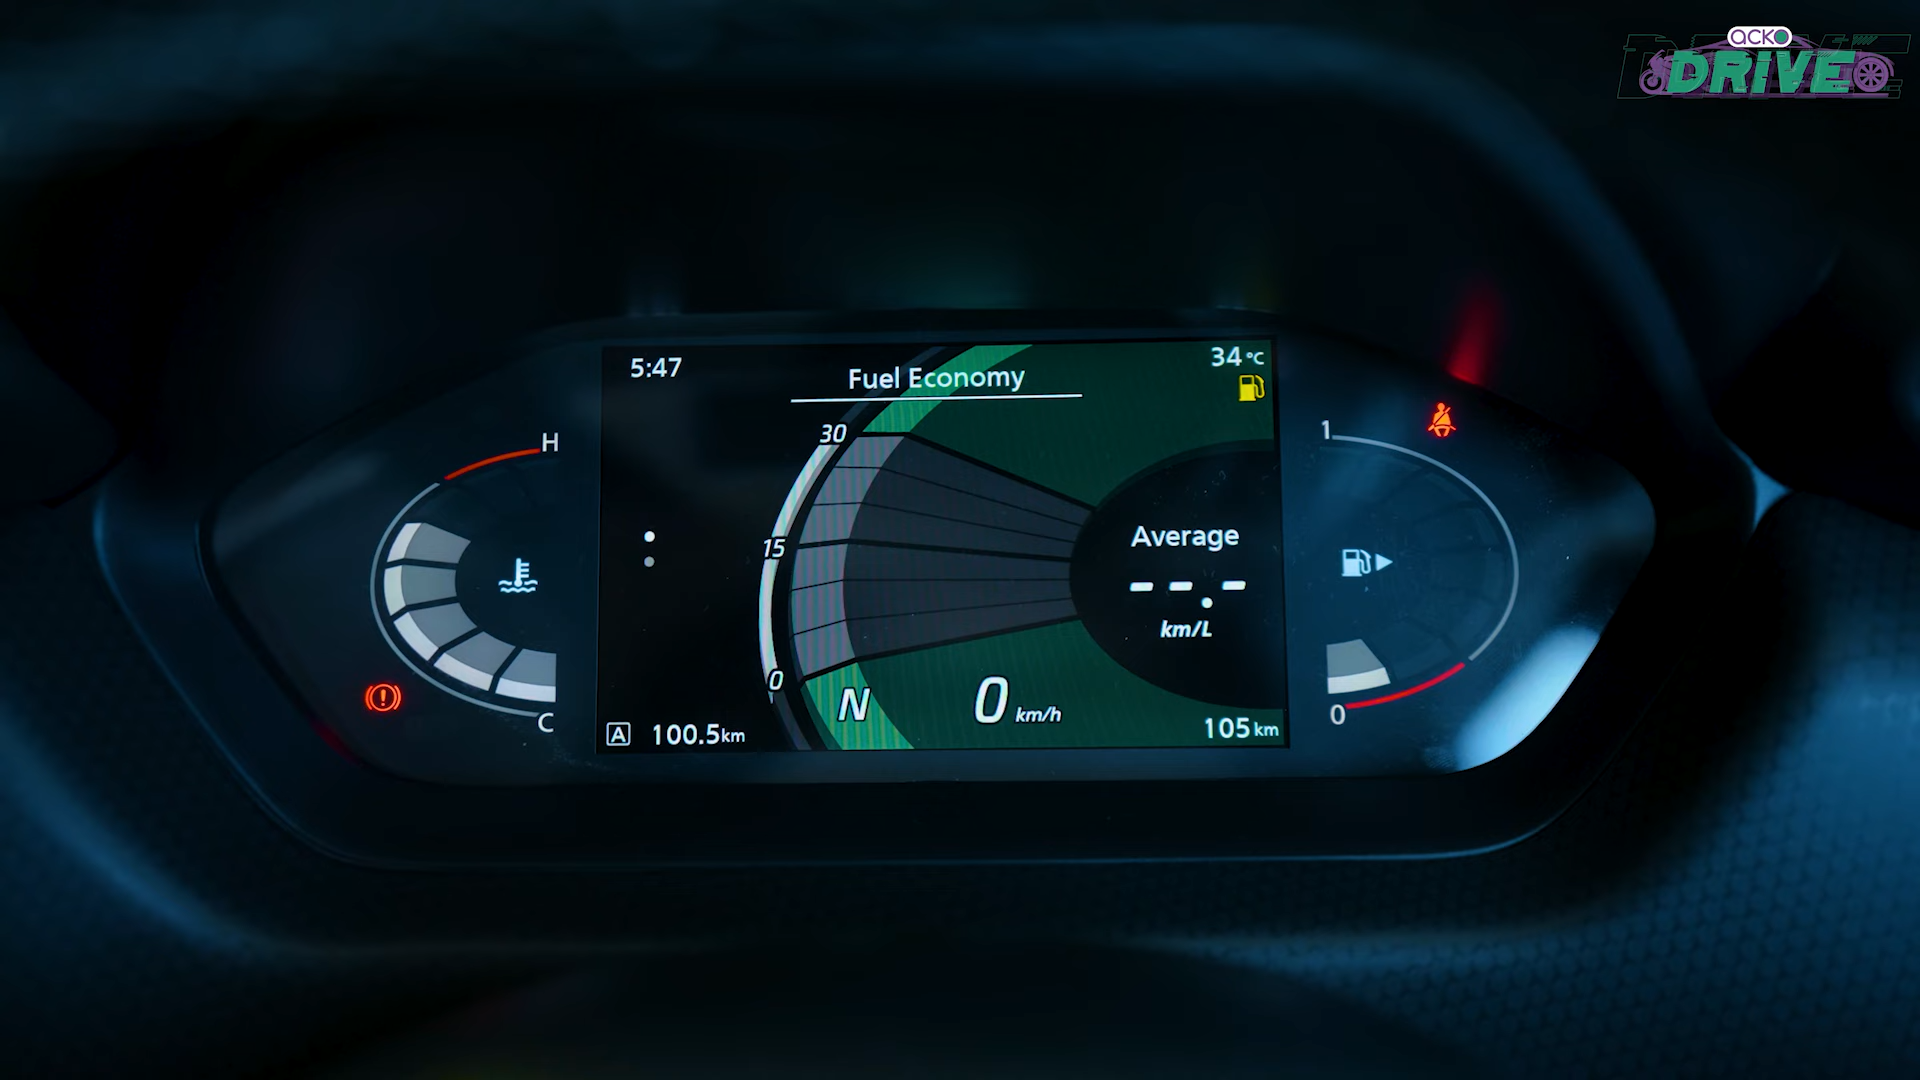 acko
DRIVE
5:47
Fuel Economy
34 °C
H
30
1
15
Average
-- -- . --
km/L
0
N
0 km/h
C
A 100.5km
105 km
0